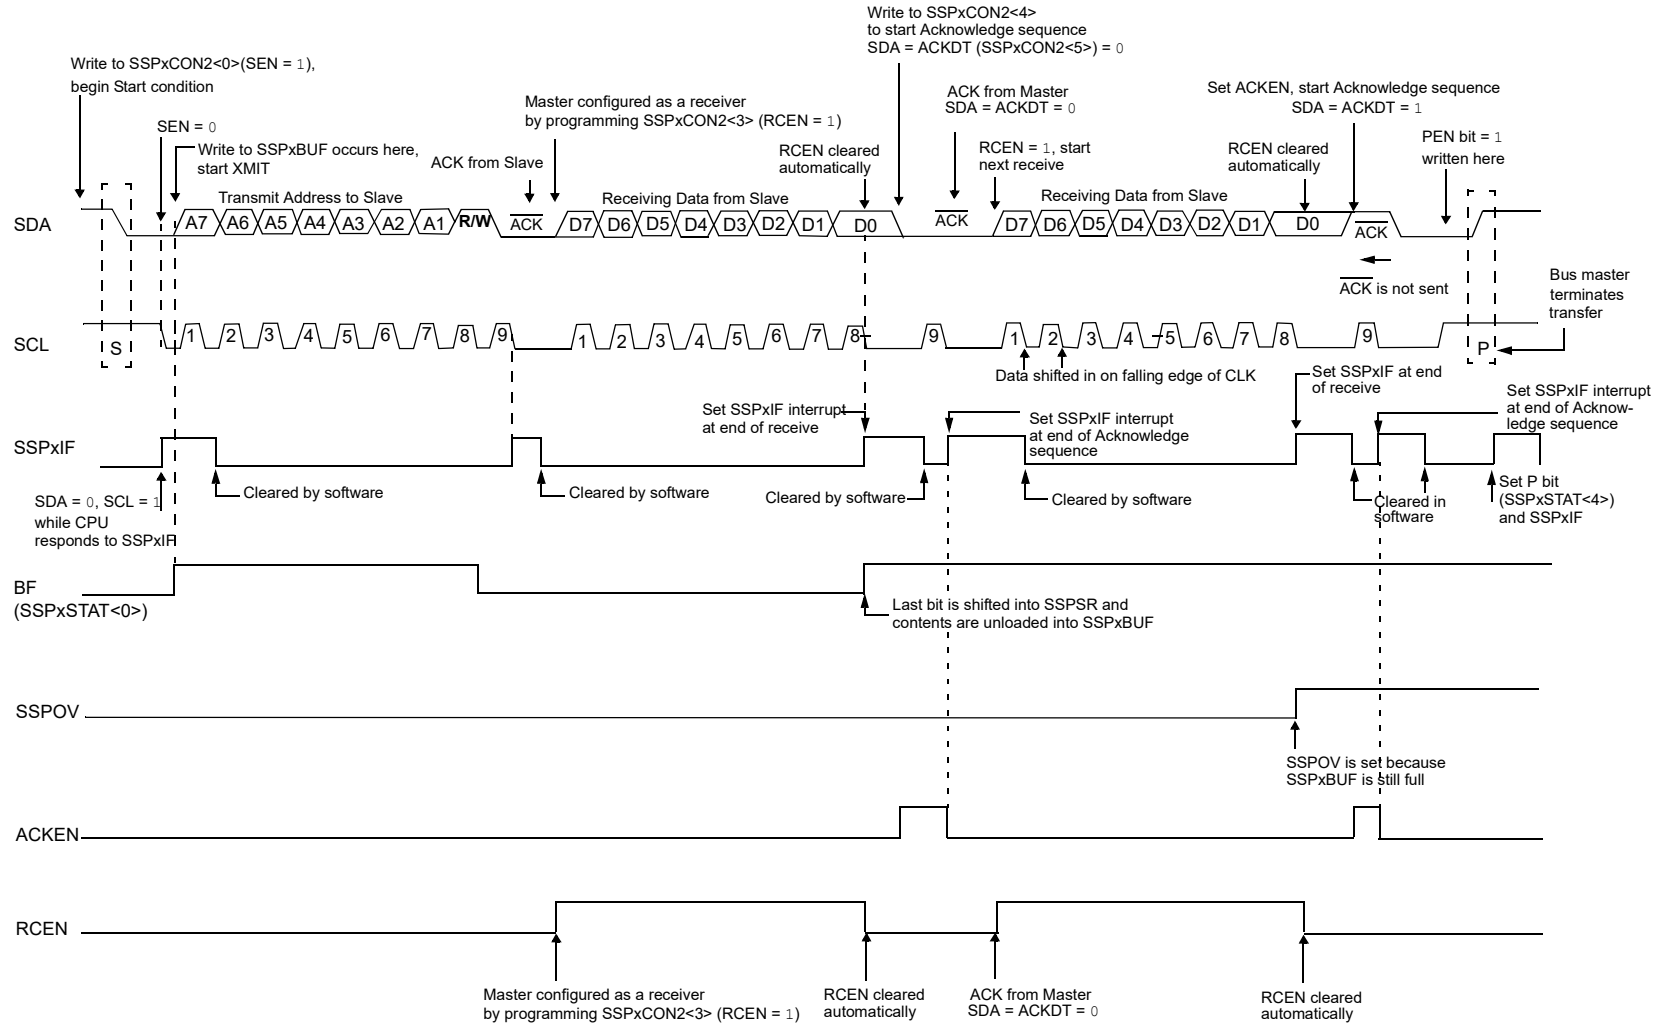 Write to SSPxCON2<4>
to start Acknowledge sequence
SDA = ACKDT (SSPxCON2<5>) = 0
Write to SSPxCON2<0>(SEN = 1),
begin Start condition
ACK from Master
SDA = ACKDT = 0
Set ACKEN, start Acknowledge sequence
SDA = ACKDT = 1
Master configured as a receiver
by programming SSPxCON2<3> (RCEN = 1)
SEN = 0
Write to SSPxBUF occurs here,
start XMIT
ACK from Slave
RCEN cleared
automatically
RCEN = 1, start
next receive
RCEN cleared
automatically
PEN bit = 1
written here
Transmit Address to Slave
Receiving Data from Slave
Receiving Data from Slave
SDA
A7 A6 A5 A4 A3 A2 A1 R/W ACK D7 D6 D5 D4 D3 D2 D1 D0 ACK D7 D6 D5 D4 D3 D2 D1 D0 ACK
ACK is not sent
Bus master
terminates
transfer
SCL
S 1 2 3 4 5 6 7 8 9 1 2 3 4 5 6 7 8 9 1 2 3 4 5 6 7 8 9 P
Data shifted in on falling edge of CLK
Set SSPxIF at end
of receive
Set SSPxIF interrupt
at end of receive
Set SSPxIF interrupt
at end of Acknowledge
sequence
Set SSPxIF interrupt
at end of Acknow-
ledge sequence
SSPxIF
SDA = 0, SCL = 1
while CPU
responds to SSPxIF
Cleared by software
Cleared by software
Cleared by software
Cleared by software
Cleared in
software
Set P bit
(SSPxSTAT<4>)
and SSPxIF
BF
(SSPxSTAT<0>)
Last bit is shifted into SSPSR and
contents are unloaded into SSPxBUF
SSPOV
SSPOV is set because
SSPxBUF is still full
ACKEN
RCEN
Master configured as a receiver
by programming SSPxCON2<3> (RCEN = 1)
RCEN cleared
automatically
ACK from Master
SDA = ACKDT = 0
RCEN cleared
automatically